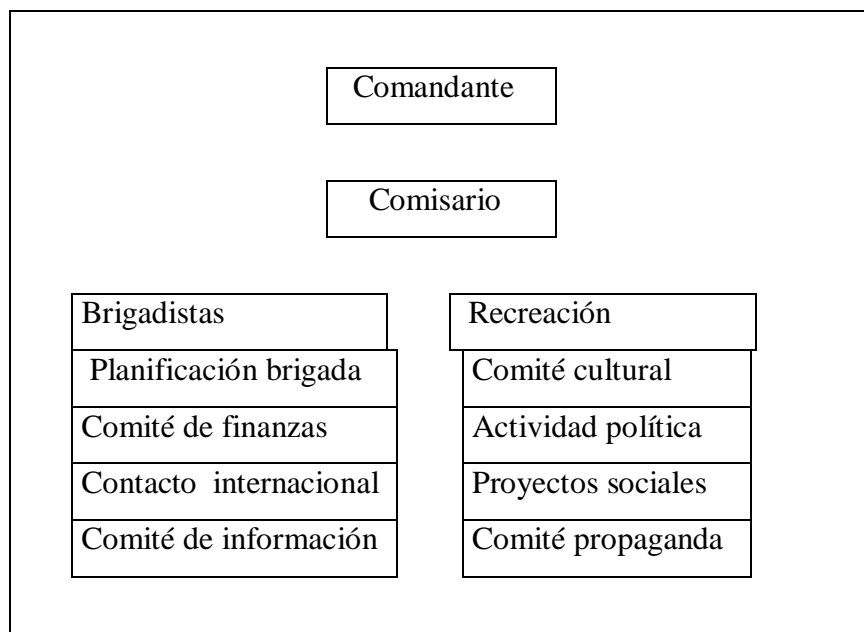 Comandante
Comisario
Brigadistas
Planificación brigada
Comité de finanzas
Contacto internacional
Comité de información
Recreación
Comité cultural
Actividad política
Proyectos sociales
Comité propaganda